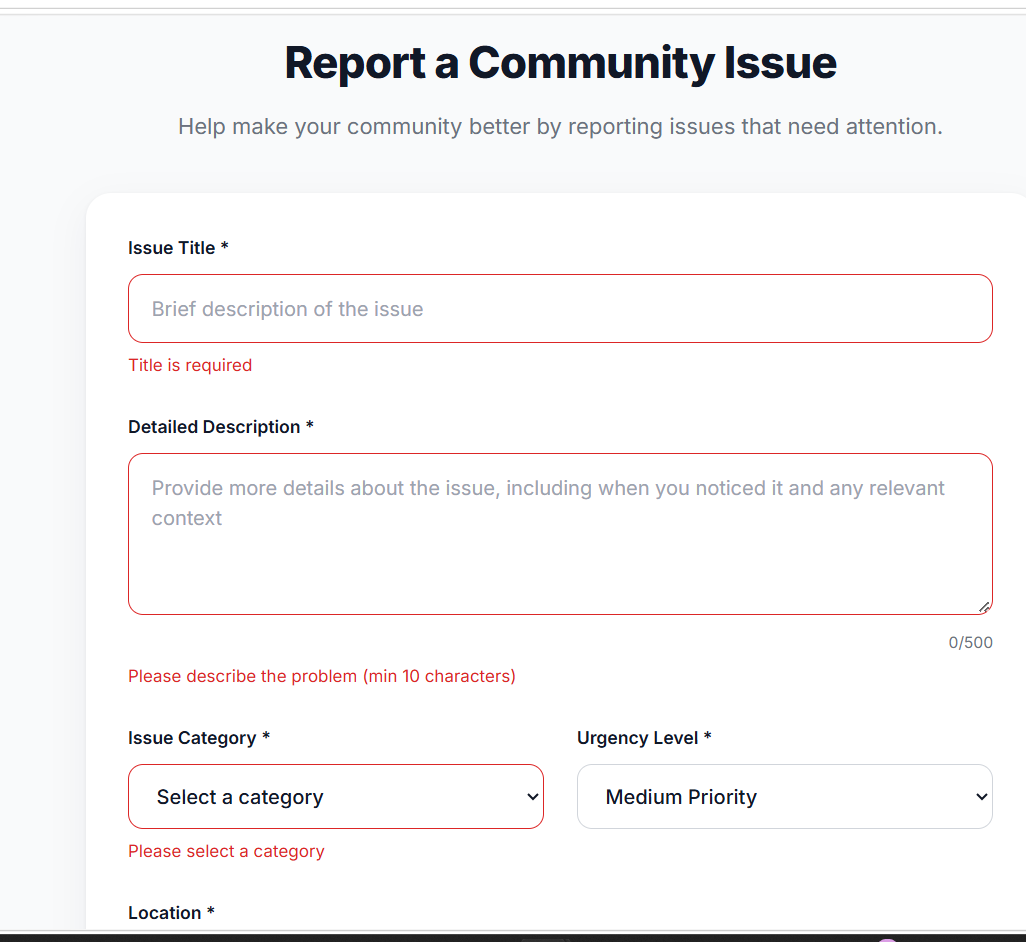 Report a Community Issue
Help make your community better by reporting issues that need attention.
Issue Title *
Brief description of the issue
Title is required
Detailed Description *
Provide more details about the issue, including when you noticed it and any relevant
context
0/500
Please describe the problem (min 10 characters)
Issue Category *
Urgency Level *
Select a category
Medium Priority
Please select a category
Location *